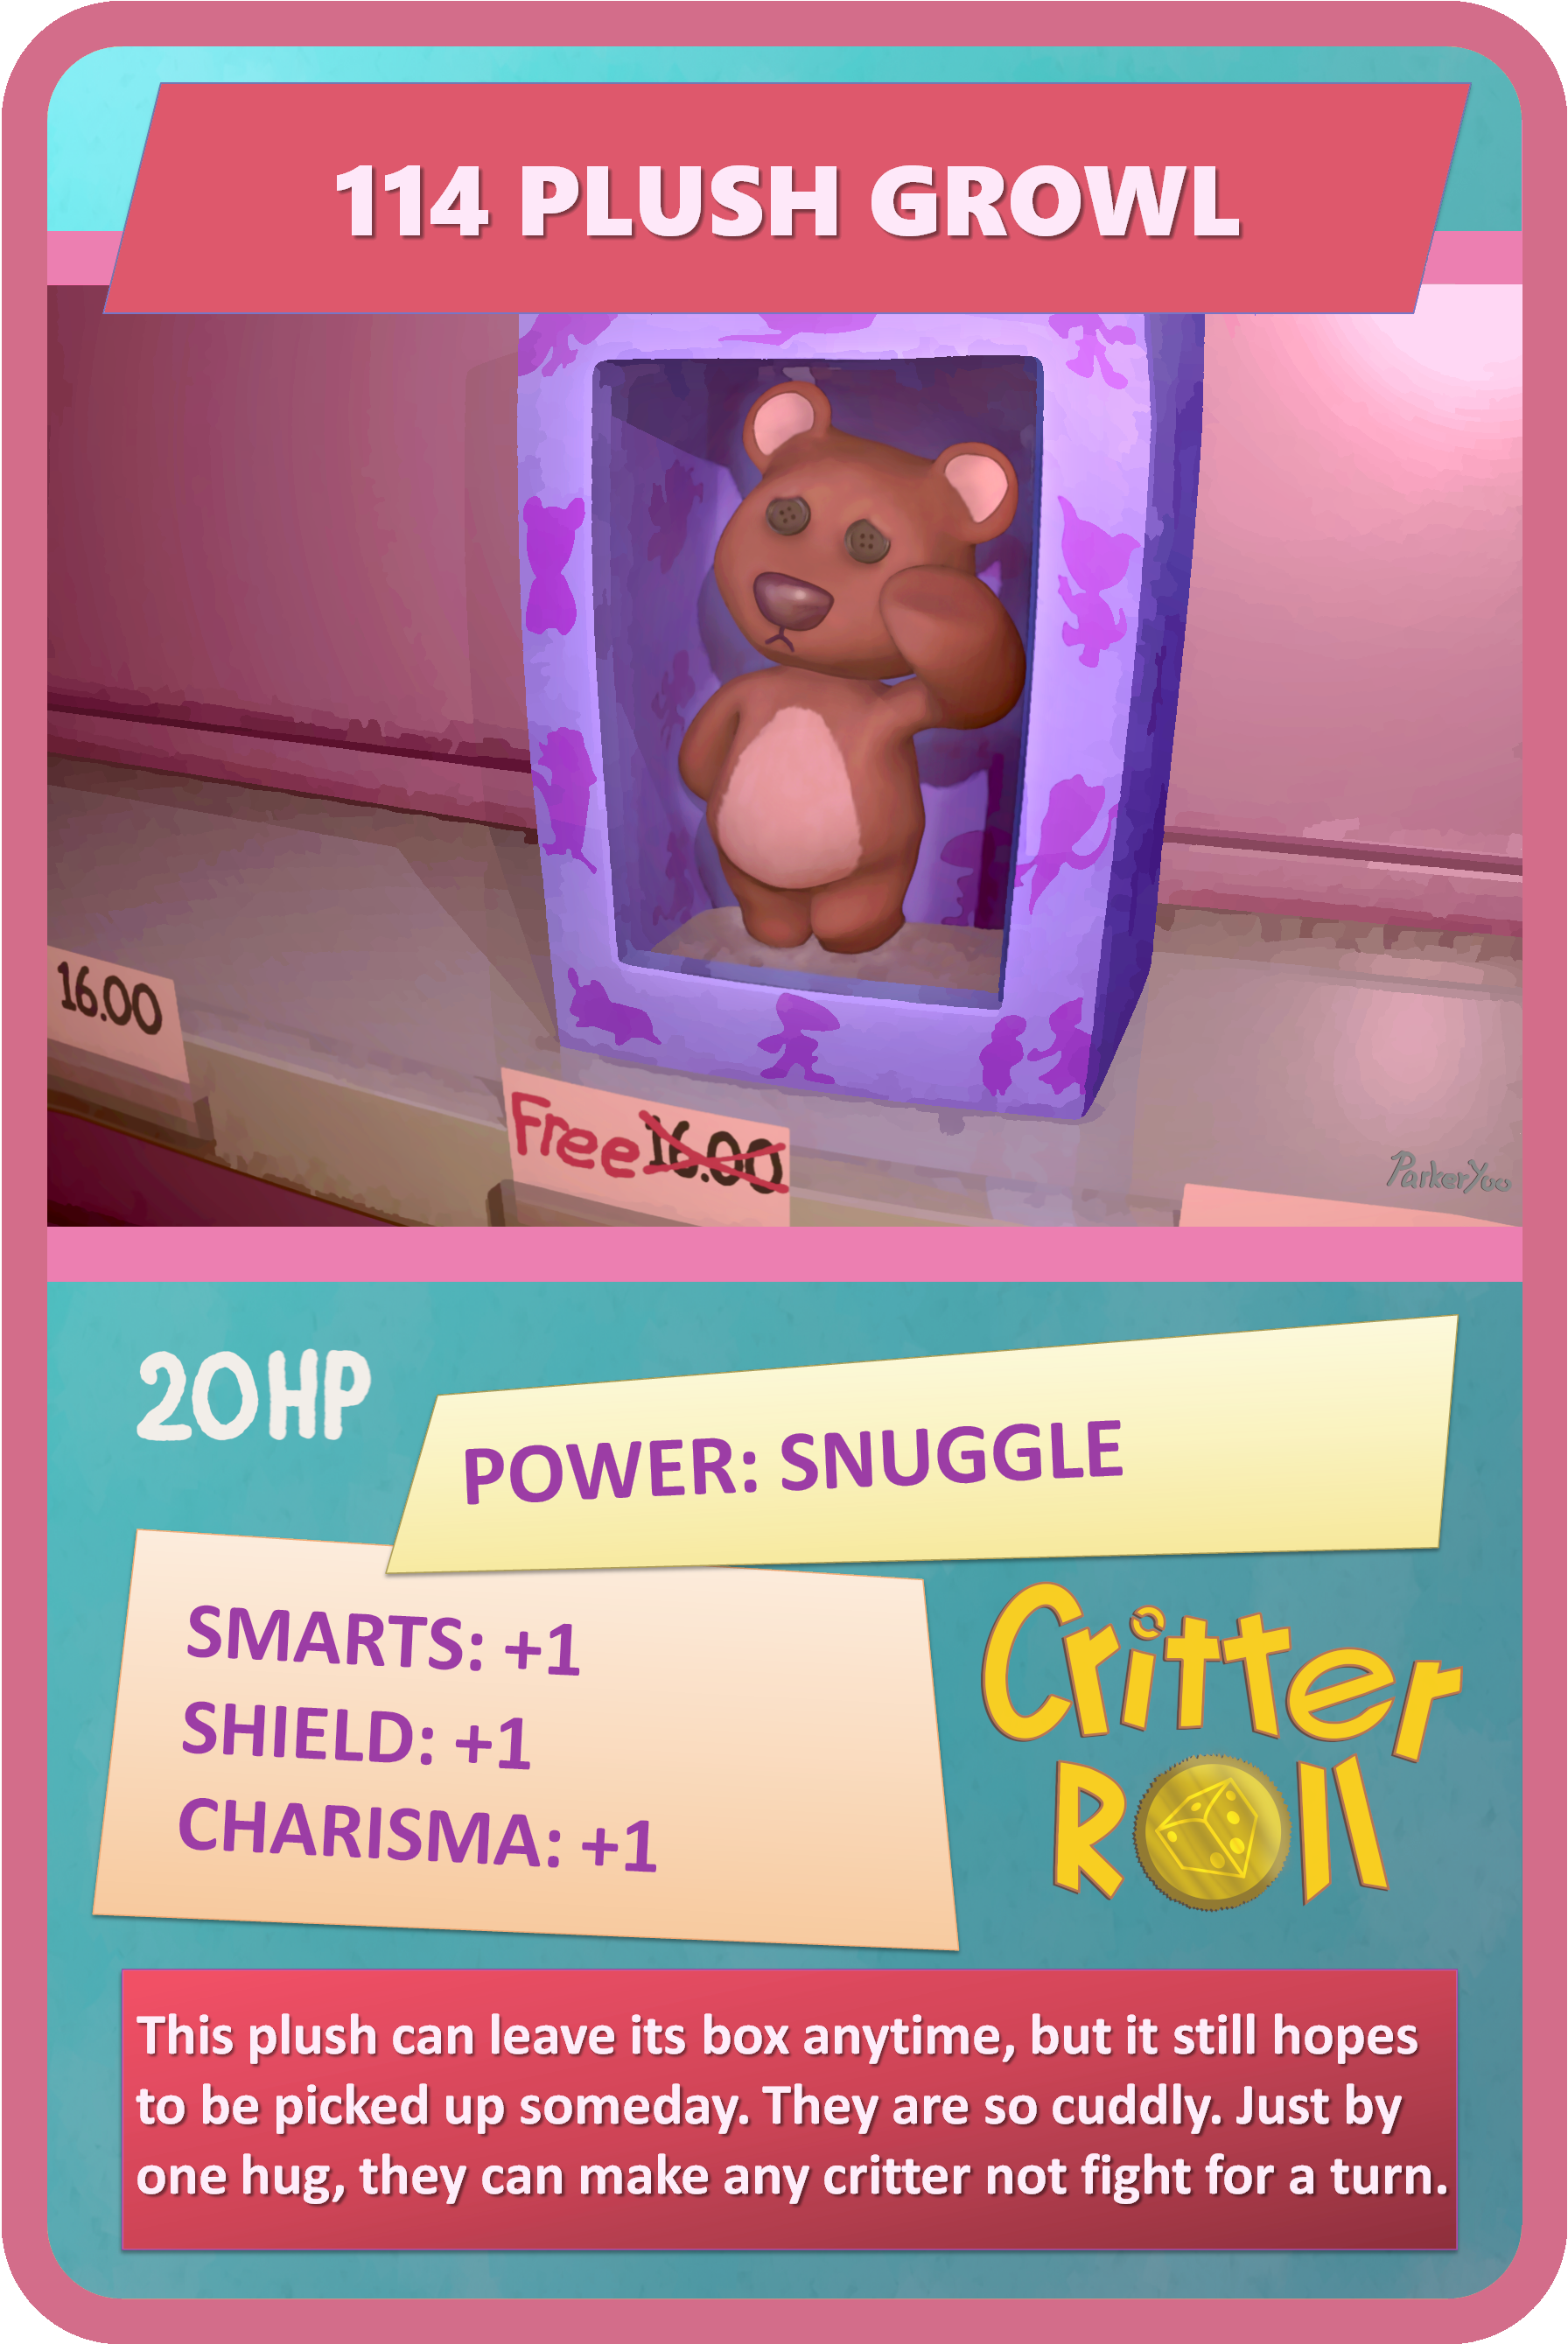 114 PLUSH GROWL
16.00
Free 16.00
ParkerYoo
20HP
POWER: SNUGGLE
SMARTS: +1
SHIELD: +1
CHARISMA: +1
Critter
Roll
This plush can leave its box anytime, but it still hopes
to be picked up someday. They are so cuddly. Just by
one hug, they can make any critter not fight for a turn.